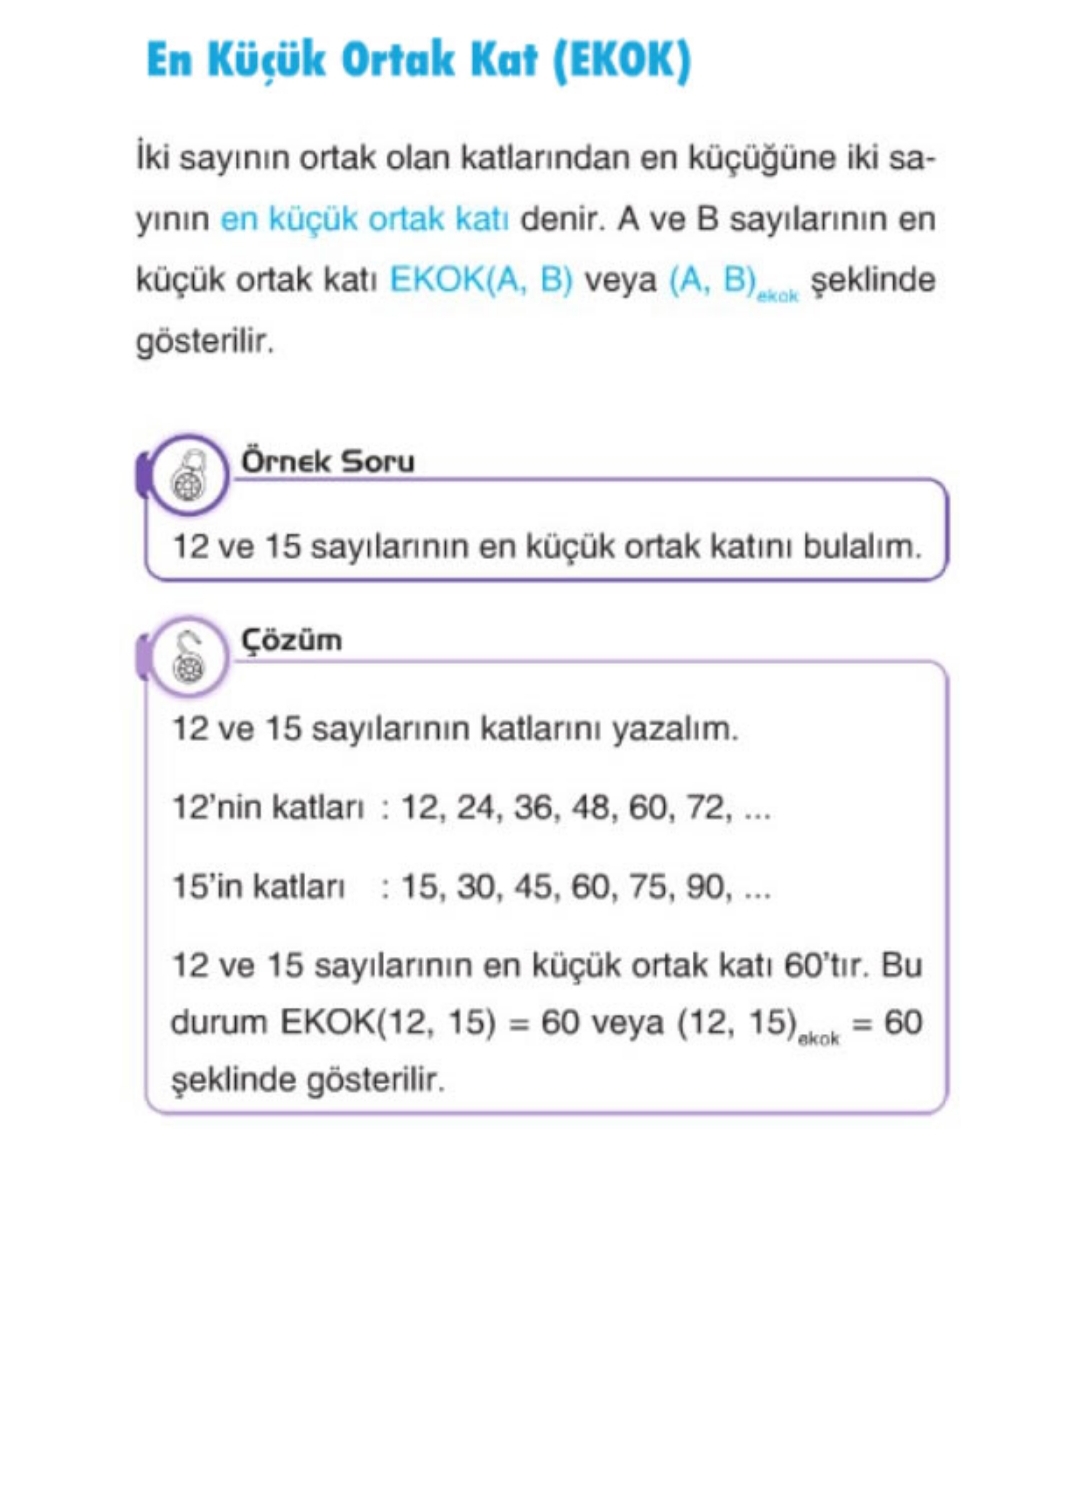 En Küçük Ortak Kat (EKOK)
İki sayının ortak olan katlarından en küçüğüne iki sa-
yının en küçük ortak katı denir. A ve B sayılarının en
küçük ortak katı EKOK(A, B) veya (A, B)ekok şeklinde
gösterilir.
Örnek Soru
12 ve 15 sayılarının en küçük ortak katını bulalım.
Çözüm
12 ve 15 sayılarının katlarını yazalım.
12'nin katları : 12, 24, 36, 48, 60, 72, ...
15'in katları : 15, 30, 45, 60, 75, 90, ...
12 ve 15 sayılarının en küçük ortak katı 60'tır. Bu
durum EKOK(12, 15) = 60 veya (12, 15)ekok = 60
şeklinde gösterilir.